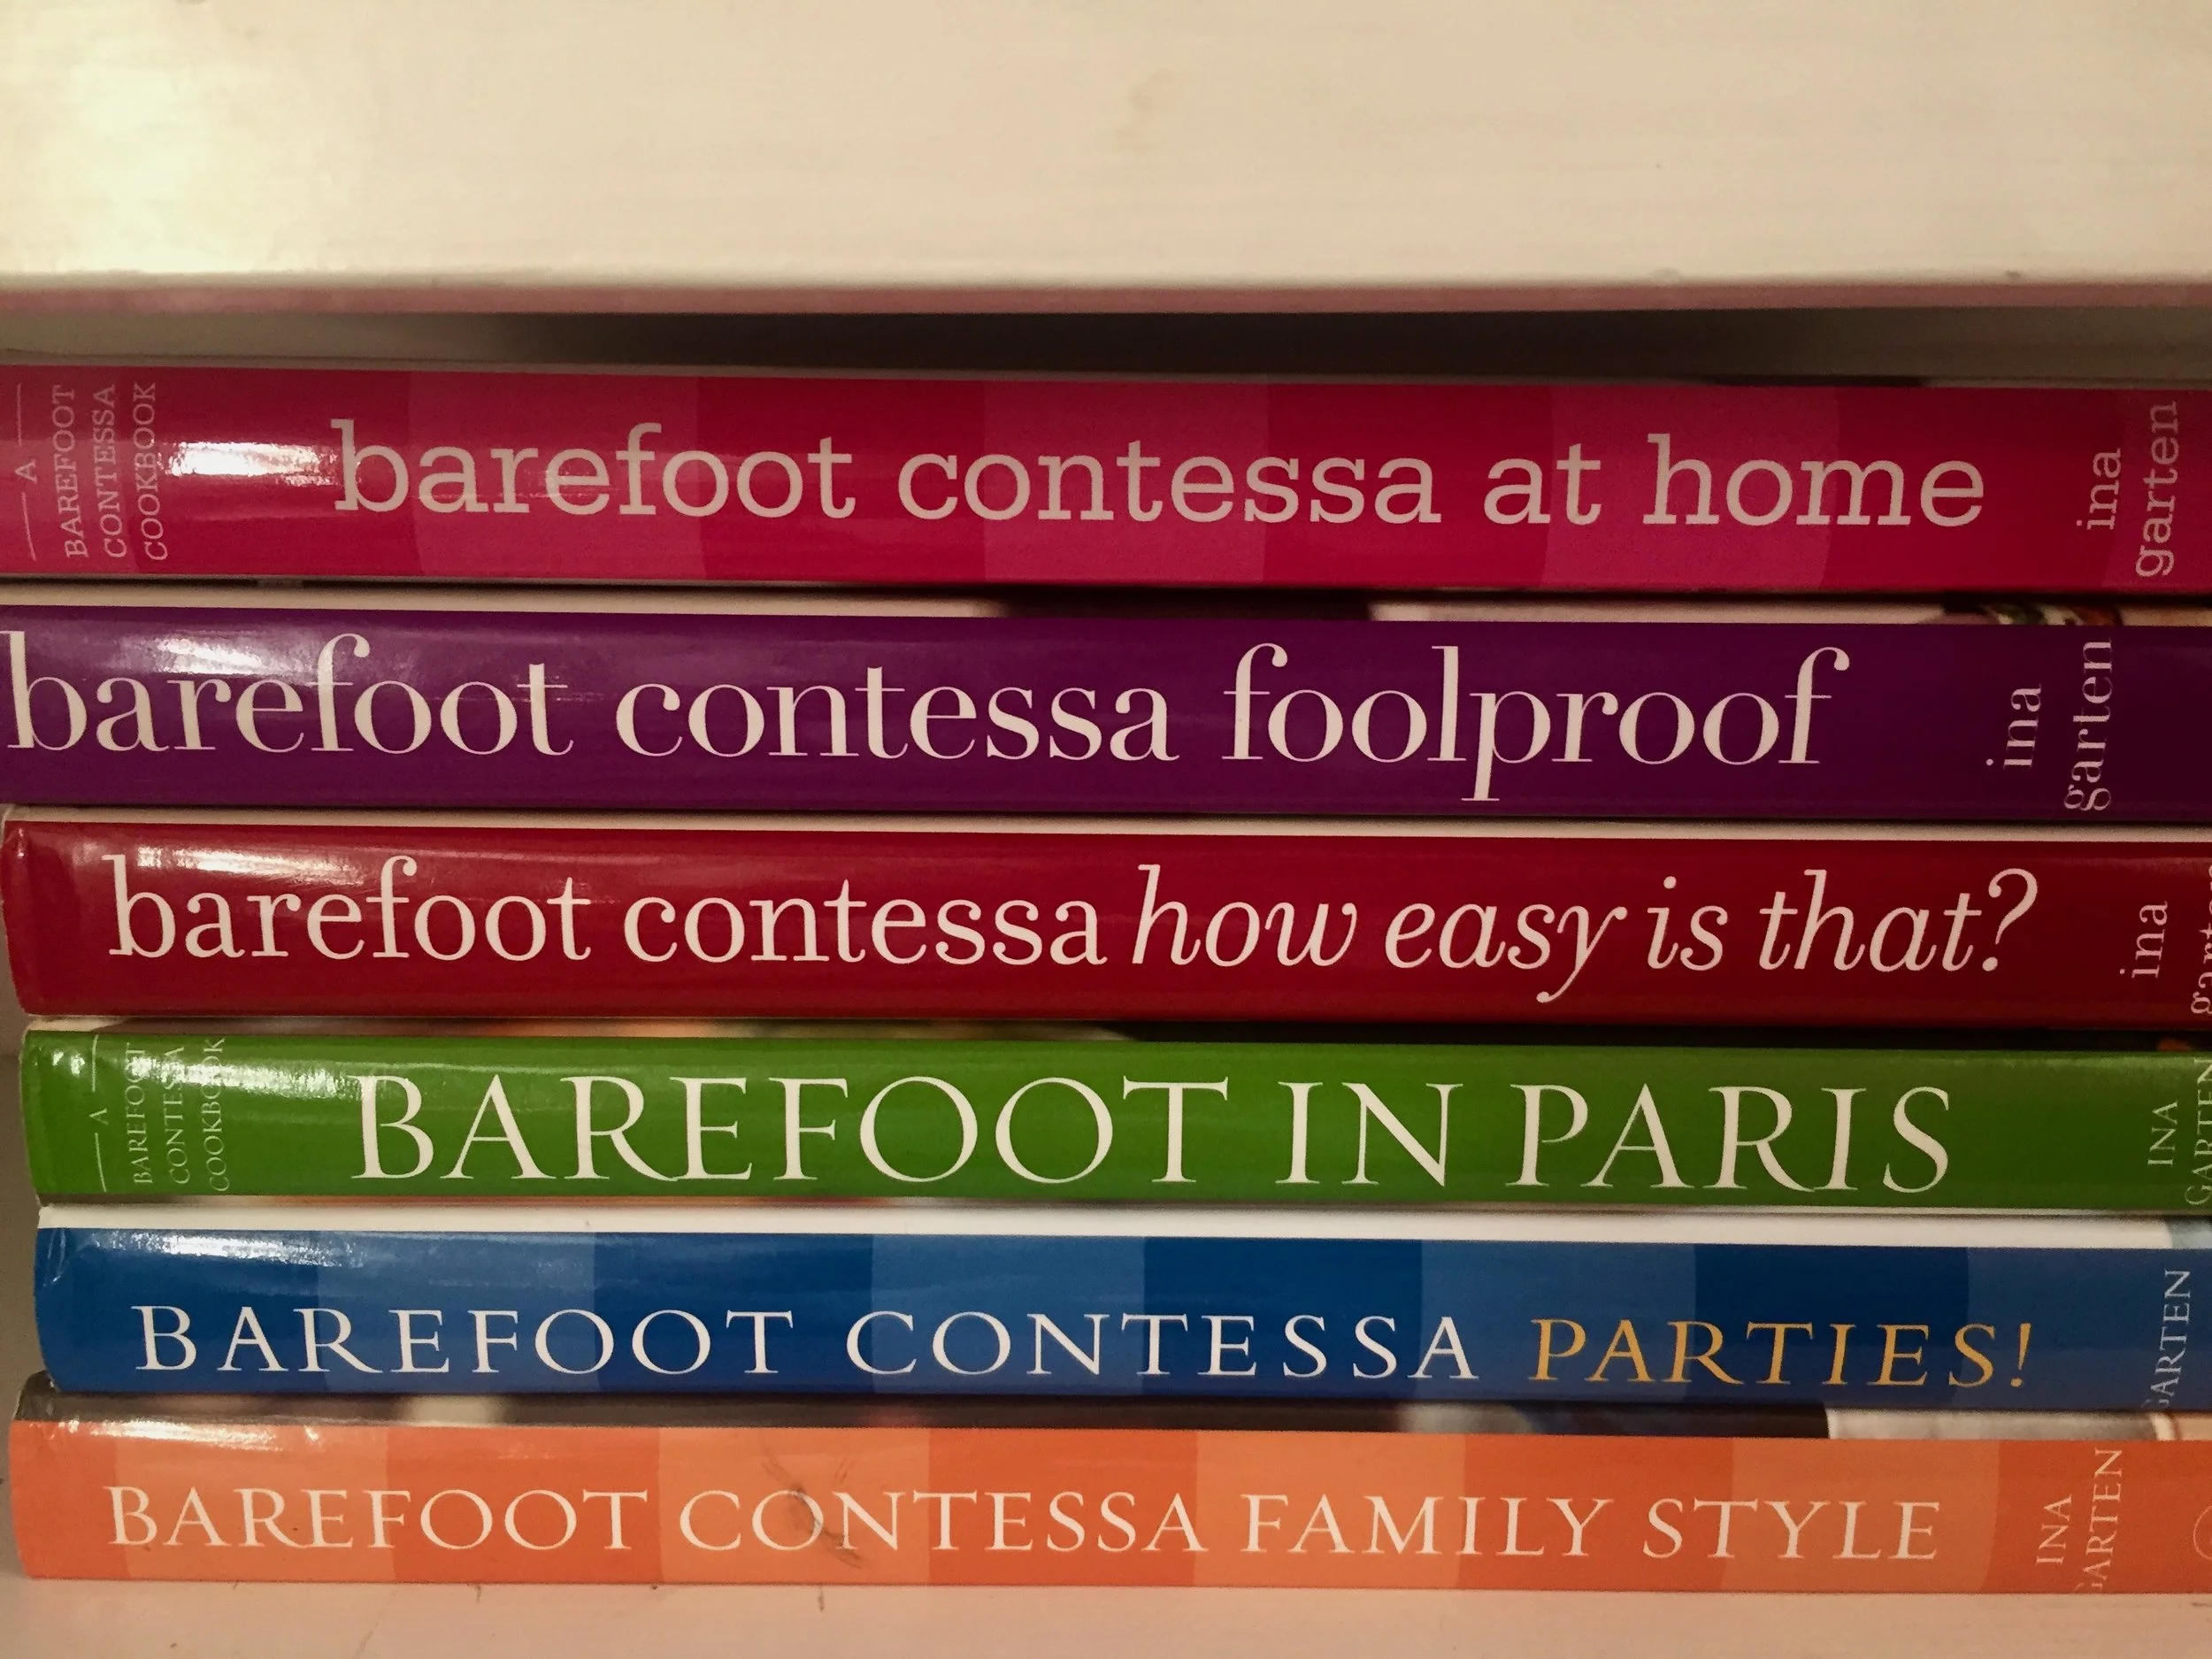 A
BAREFOOT
CONTESSA
COOKBOOK
barefoot contessa at home
ina
garten
barefoot contessa foolproof
ina
garten
barefoot contessa how easy is that?
ina
A
BAREFOOT
CONTESSA
COOKBOOK
BAREFOOT IN PARIS
INA
GARTEN
BAREFOOT CONTESSA PARTIES!
GARTEN
BAREFOOT CONTESSA FAMILY STYLE
INA
GARTEN